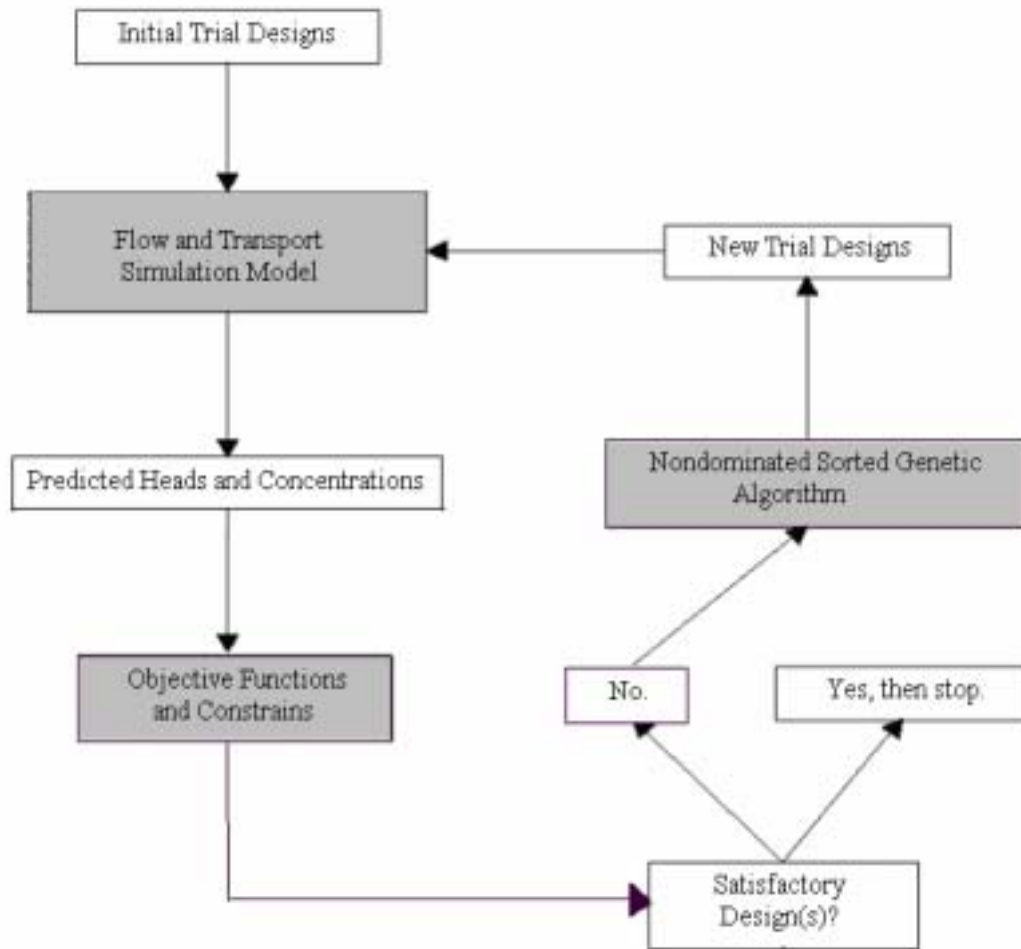 Initial Trial Designs
Flow and Transport
Simulation Model
New Trial Designs
Predicted Heads and Concentrations
Nondominated Sorted Genetic
Algorithm
Objective Functions
and Constrains
No.
Yes, then stop.
Satisfactory
Design(s)?